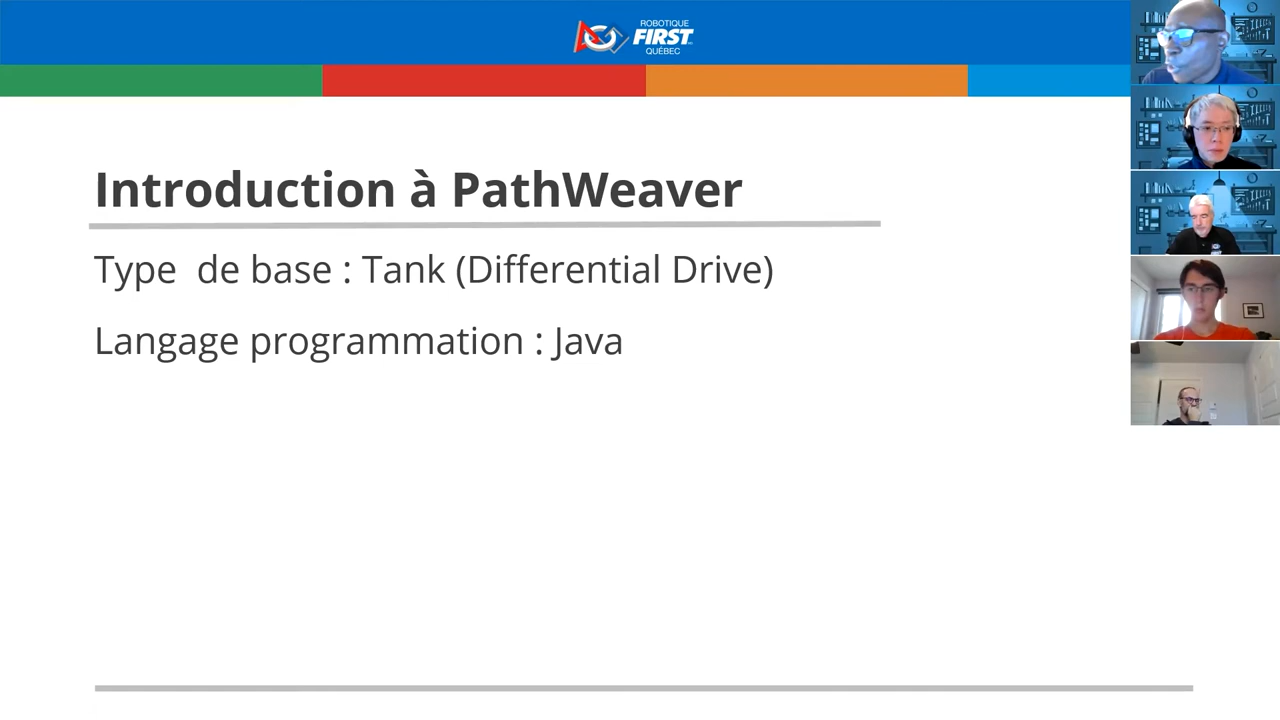 ROBOTIQUE
FIRST
QUÉBEC
Introduction à PathWeaver
Type  de base : Tank (Differential Drive)
Langage programmation : Java